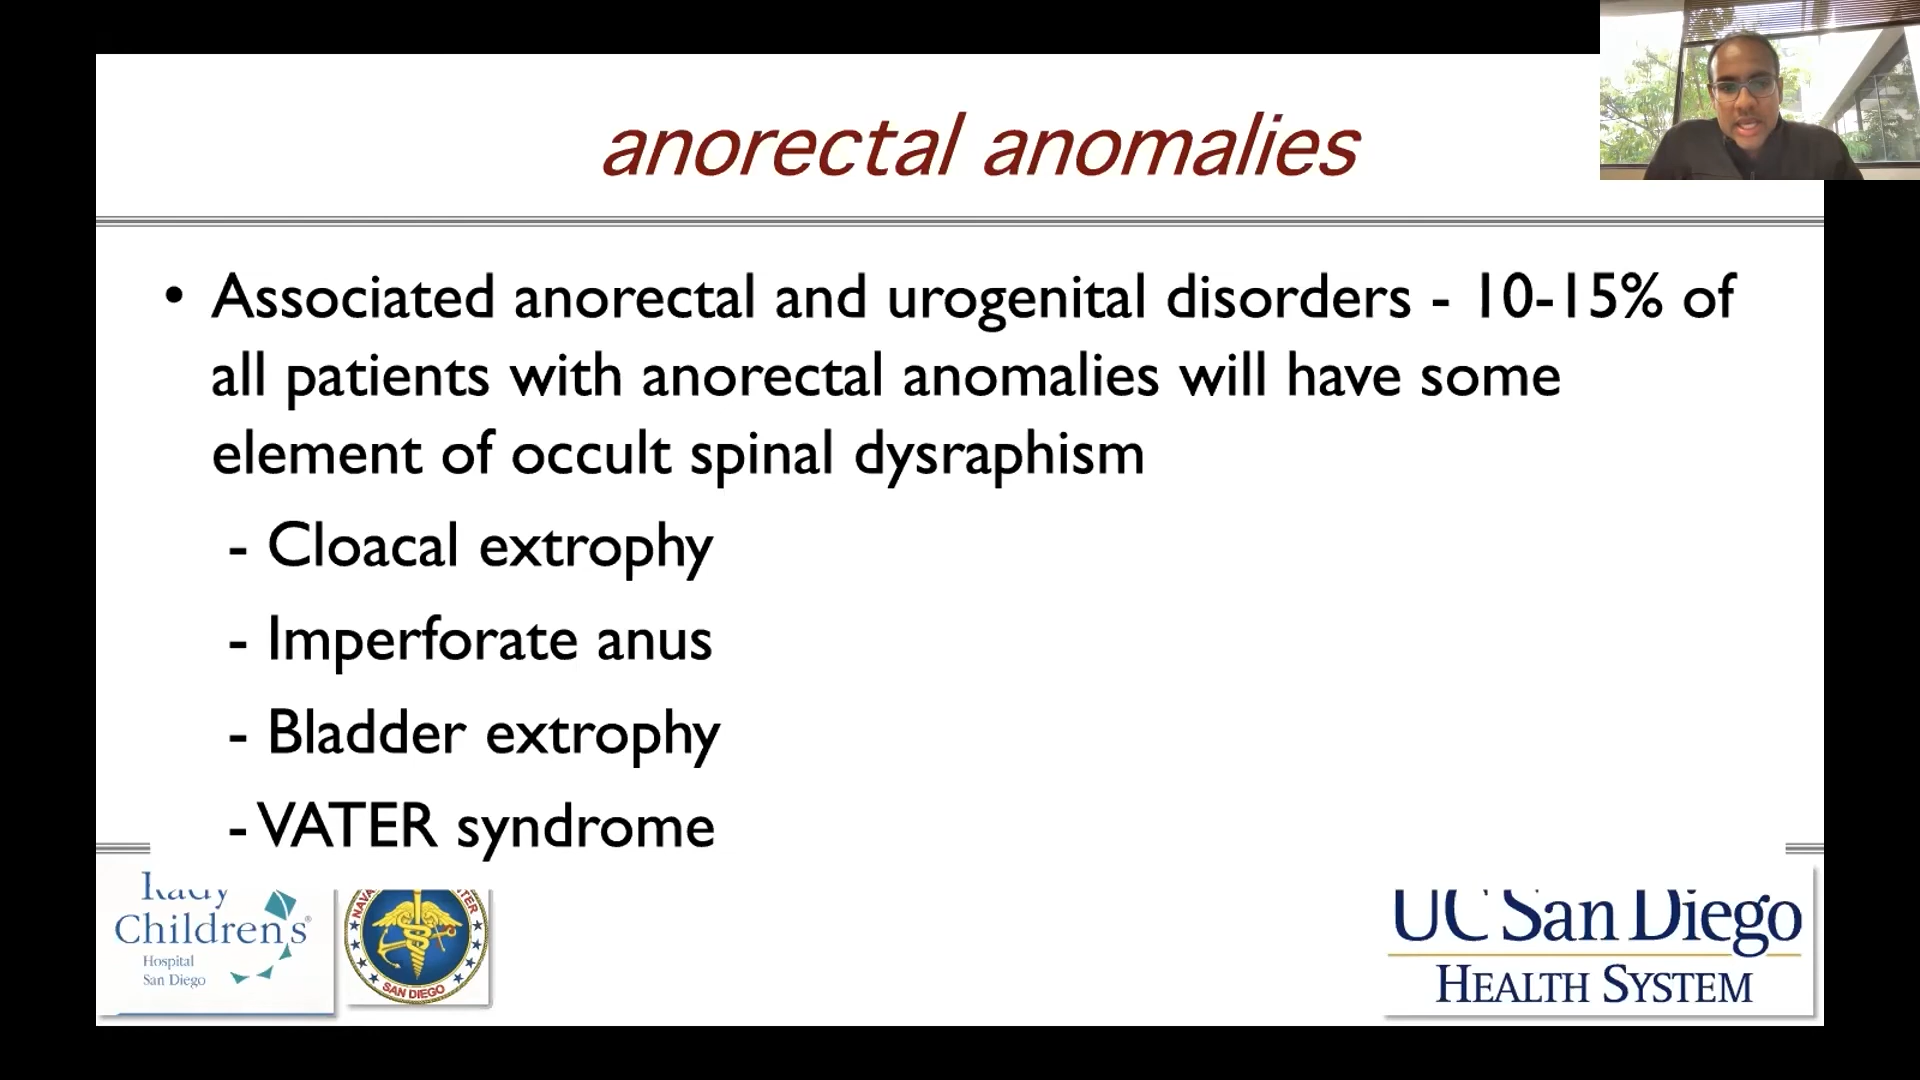 anorectal anomalies
• Associated anorectal and urogenital disorders - 10-15% of
all patients with anorectal anomalies will have some
element of occult spinal dysraphism
- Cloacal extrophy
- Imperforate anus
- Bladder extrophy
- VATER syndrome
Rady
Children's®
Hospital
San Diego
SAN DIEGO
UC San Diego
HEALTH SYSTEM